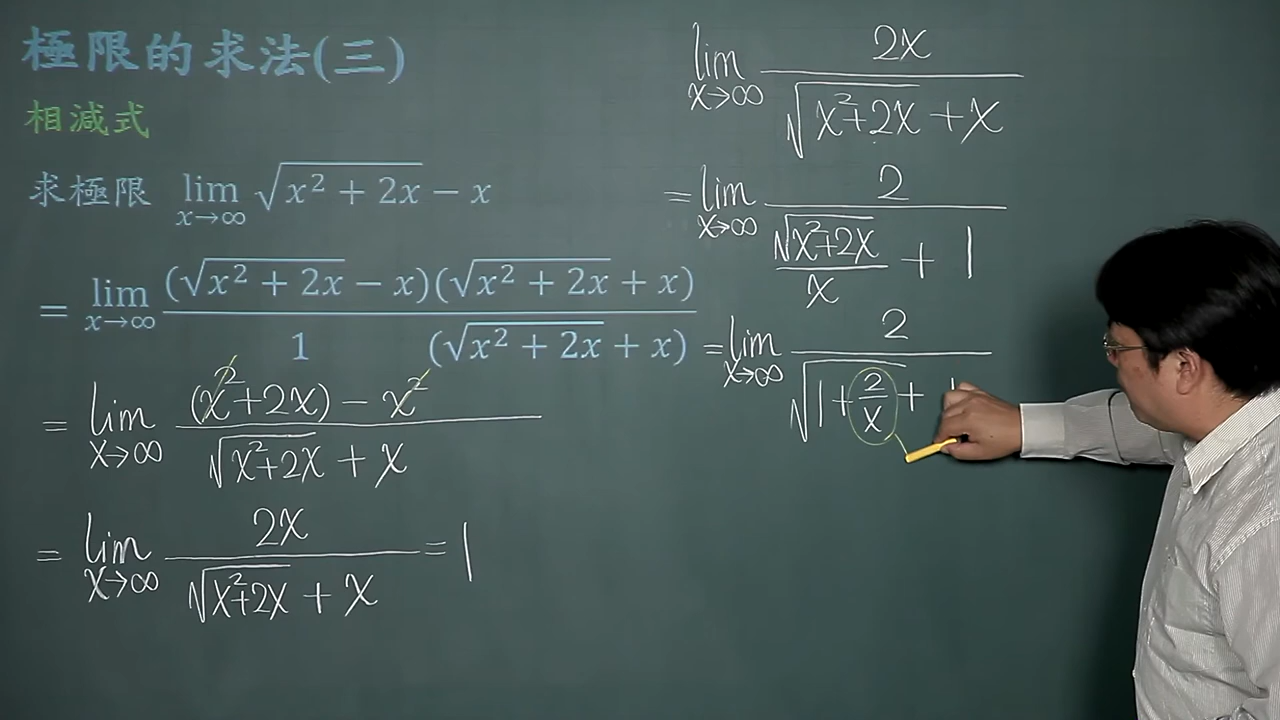 極限的求法(三)
相減式
求極限 lim_{x→∞} √(x² + 2x) − x
= lim_{x→∞} (√(x² + 2x) − x)(√(x² + 2x) + x) / 1 (√(x² + 2x) + x)
= lim_{x→∞} ((x²+2x) − x²) / (√(x²+2x) + x)
= lim_{x→∞} 2x / (√(x²+2x) + x) = 1
lim_{x→∞} 2x / (√(x²+2x) + x)
= lim_{x→∞} 2 / (√(x²+2x)/x + 1)
= lim_{x→∞} 2 / (√(1+2/x) + 1)